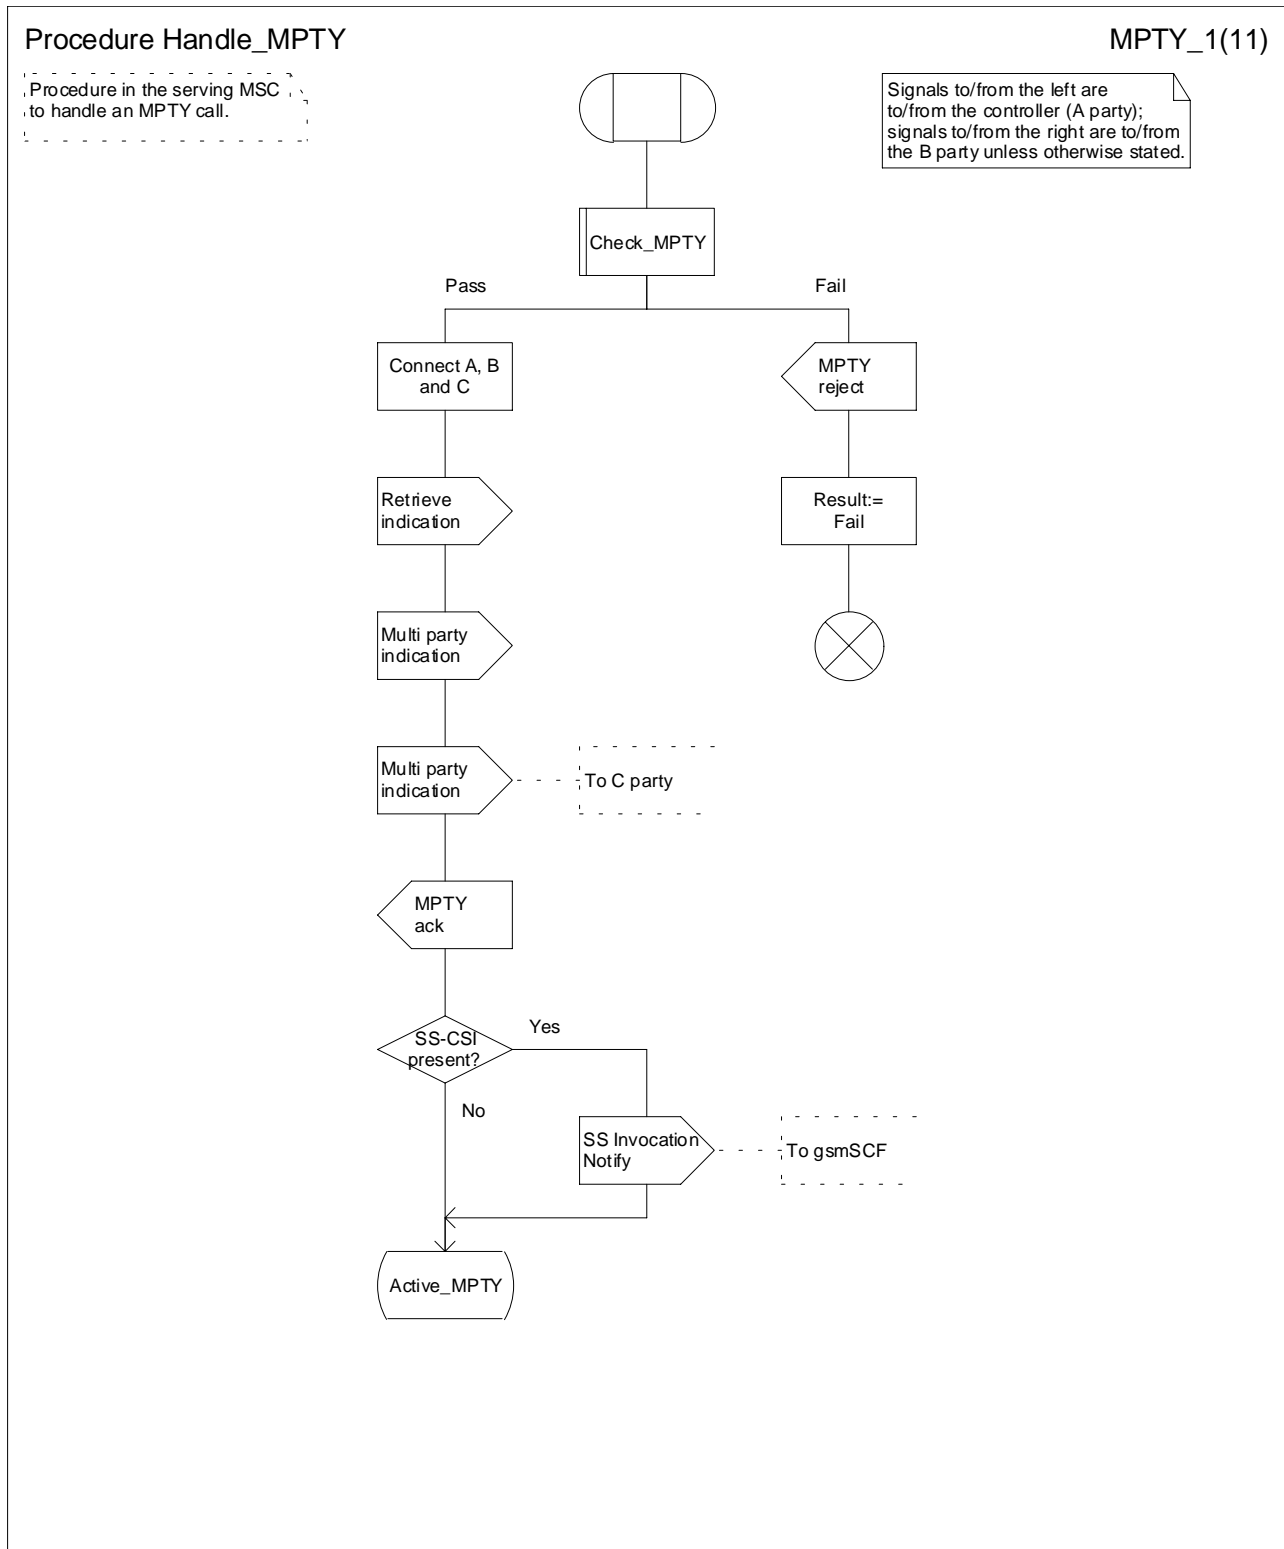 Procedure Handle_MPTY
MPTY_1(11)
Procedure in the serving MSC
to handle an MPTY call.
Signals to/from the left are
to/from the controller (A party);
signals to/from the right are to/from
the B party unless otherwise stated.
Check_MPTY
Pass
Fail
Connect A, B
and C
MPTY
reject
Retrieve
indication
Result:=
Fail
Multi party
indication
Multi party
indication
To C party
MPTY
ack
SS-CSI
present?
Yes
No
SS Invocation
Notify
To gsmSCF
Active_MPTY